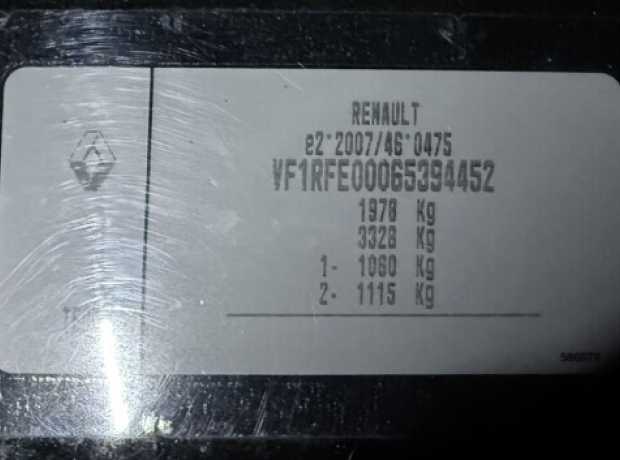 RENAULT
e2*2007/46*0475
VF1RFE00065394452
1978 Kg
3328 Kg
1- 1060 Kg
2- 1115 Kg